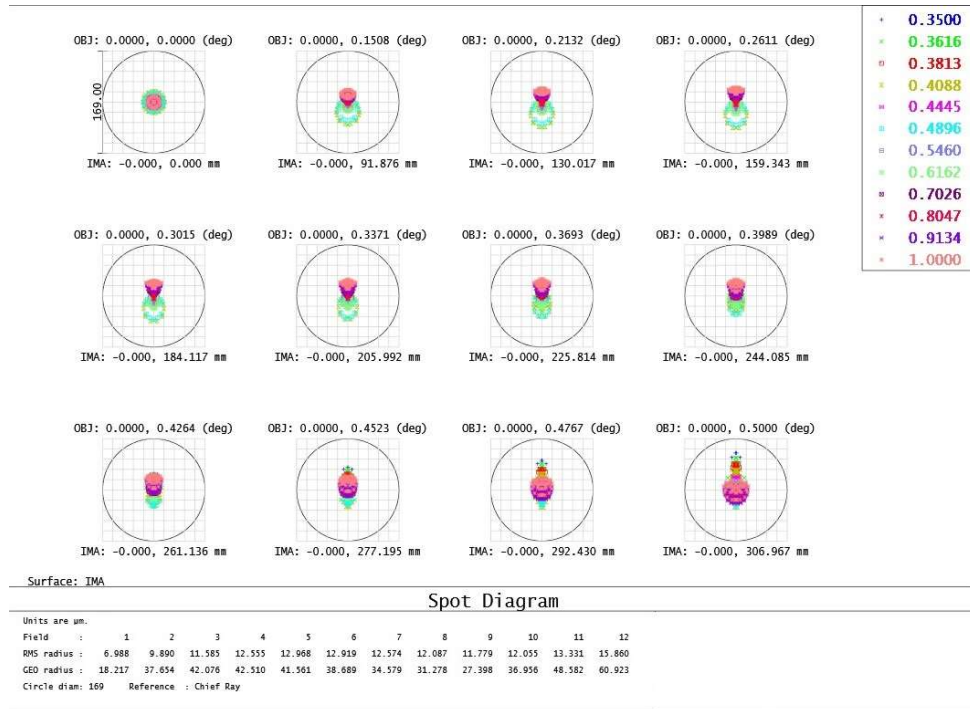 OBJ: 0.0000, 0.0000 (deg)
OBJ: 0.0000, 0.1508 (deg)
OBJ: 0.0000, 0.2132 (deg)
OBJ: 0.0000, 0.2611 (deg)
169.00
IMA: -0.000, 0.000 mm
IMA: -0.000, 91.876 mm
IMA: -0.000, 130.017 mm
IMA: -0.000, 159.343 mm
0.3500
0.3616
0.3813
0.4088
0.4445
0.4896
0.5460
0.6162
0.7026
0.8047
0.9134
1.0000
OBJ: 0.0000, 0.3015 (deg)
OBJ: 0.0000, 0.3371 (deg)
OBJ: 0.0000, 0.3693 (deg)
OBJ: 0.0000, 0.3989 (deg)
IMA: -0.000, 184.117 mm
IMA: -0.000, 205.992 mm
IMA: -0.000, 225.814 mm
IMA: -0.000, 244.085 mm
OBJ: 0.0000, 0.4264 (deg)
OBJ: 0.0000, 0.4523 (deg)
OBJ: 0.0000, 0.4767 (deg)
OBJ: 0.0000, 0.5000 (deg)
IMA: -0.000, 261.136 mm
IMA: -0.000, 277.195 mm
IMA: -0.000, 292.430 mm
IMA: -0.000, 306.967 mm
Surface: IMA
Spot Diagram
Units are µm.
Field : 1 2 3 4 5 6 7 8 9 10 11 12
RMS radius : 6.988 9.890 11.585 12.555 12.968 12.919 12.574 12.087 11.779 12.055 13.331 15.860
GEO radius : 18.217 37.654 42.076 42.510 41.561 38.689 34.579 31.278 27.398 36.956 48.582 60.923
Circle diam: 169 Reference : Chief Ray